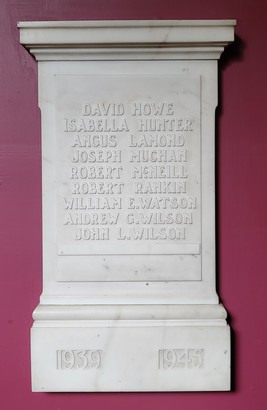 DAVID HOWE
ISABELLA HUNTER
ANGUS LAMOND
JOSEPH MUCHAN
ROBERT McNEILL
ROBERT RANKIN
WILLIAM E. WATSON
ANDREW G. WILSON
JOHN L. WILSON
1939 1945